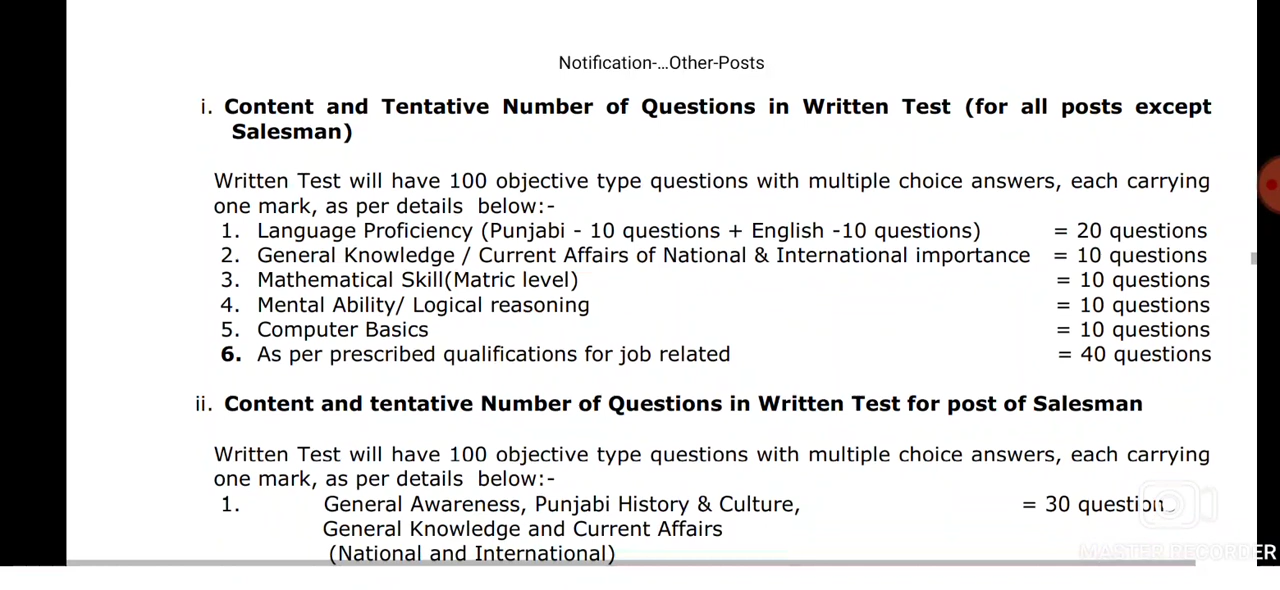 Notification-...Other-Posts
i. Content and Tentative Number of Questions in Written Test (for all posts except
Salesman)
Written Test will have 100 objective type questions with multiple choice answers, each carrying
one mark, as per details below:-
1. Language Proficiency (Punjabi - 10 questions + English -10 questions) = 20 questions
2. General Knowledge / Current Affairs of National & International importance = 10 questions
3. Mathematical Skill(Matric level) = 10 questions
4. Mental Ability/ Logical reasoning = 10 questions
5. Computer Basics = 10 questions
6. As per prescribed qualifications for job related = 40 questions
ii. Content and tentative Number of Questions in Written Test for post of Salesman
Written Test will have 100 objective type questions with multiple choice answers, each carrying
one mark, as per details below:-
1. General Awareness, Punjabi History & Culture, = 30 question
General Knowledge and Current Affairs
(National and International)
MASTER RECORDER